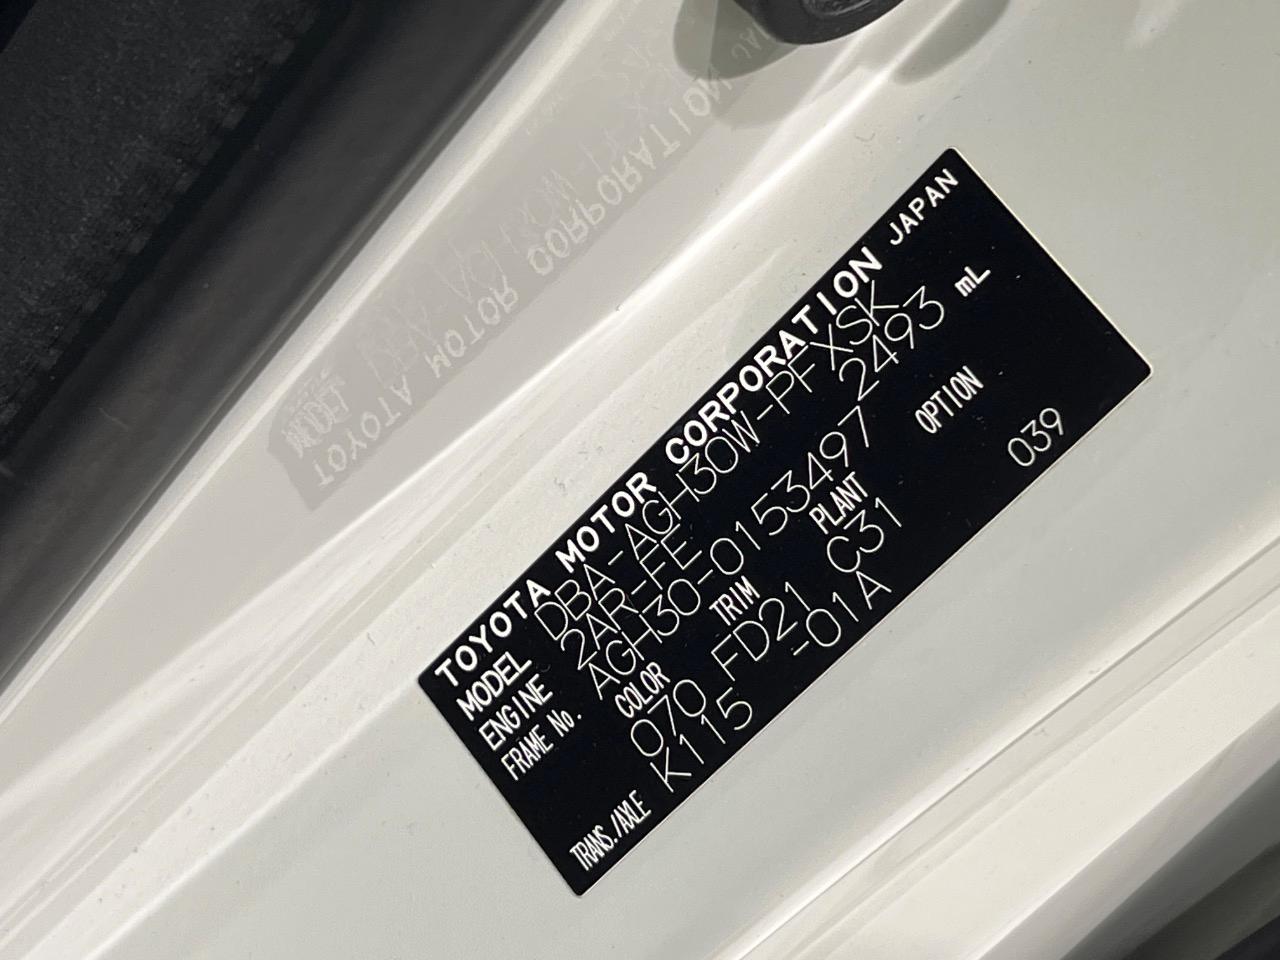 TOYOTA MOTOR CORPORATION JAPAN
MODEL DBA-AGH30W-PFXSK
ENGINE 2AR-FE 2493 mL
FRAME No. AGH30-0153497
COLOR TRIM PLANT OPTION
070 FD21 C31 039
TRANS./AXLE K115 -01A
TOYOTA MOTOR CORPORATION
MODEL